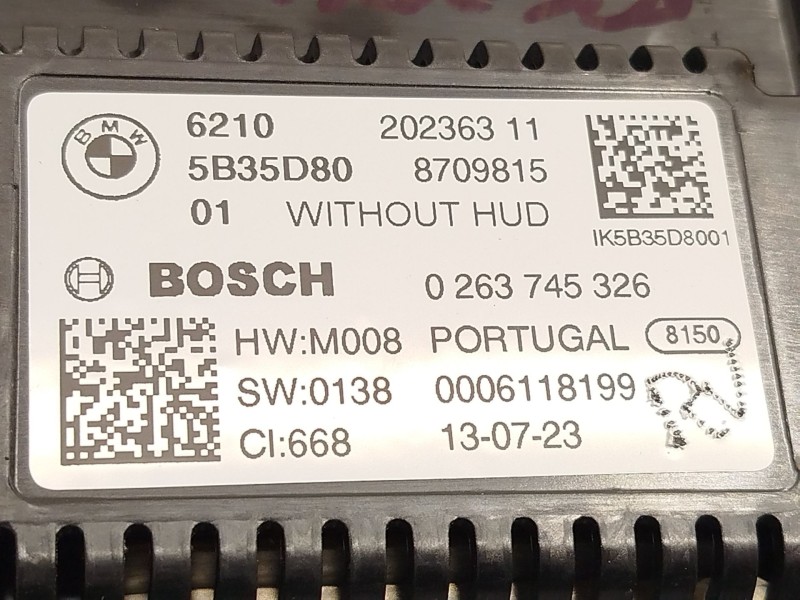 BMW
6210 202363 11
5B35D80 8709815
01 WITHOUT HUD
IK5B35D8001
BOSCH 0 263 745 326
HW:M008 PORTUGAL 8150
SW:0138 0006118199
CI:668 13-07-23